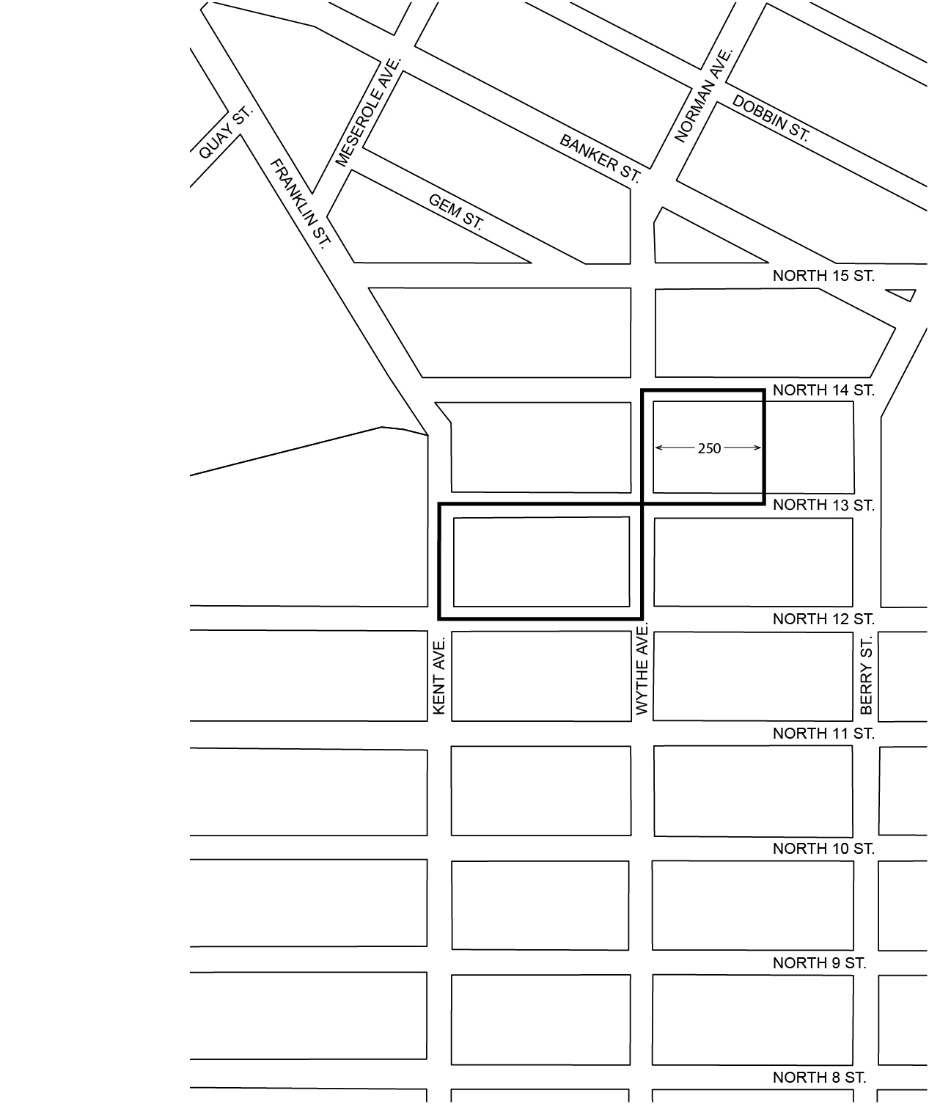 QUAY ST.
FRANKLIN ST.
MESEROLE AVE.
GEM ST.
BANKER ST.
NORMAN AVE.
DOBBIN ST.
NORTH 15 ST.
NORTH 14 ST.
250
NORTH 13 ST.
NORTH 12 ST.
KENT AVE.
WYTHE AVE.
BERRY ST.
NORTH 11 ST.
NORTH 10 ST.
NORTH 9 ST.
NORTH 8 ST.